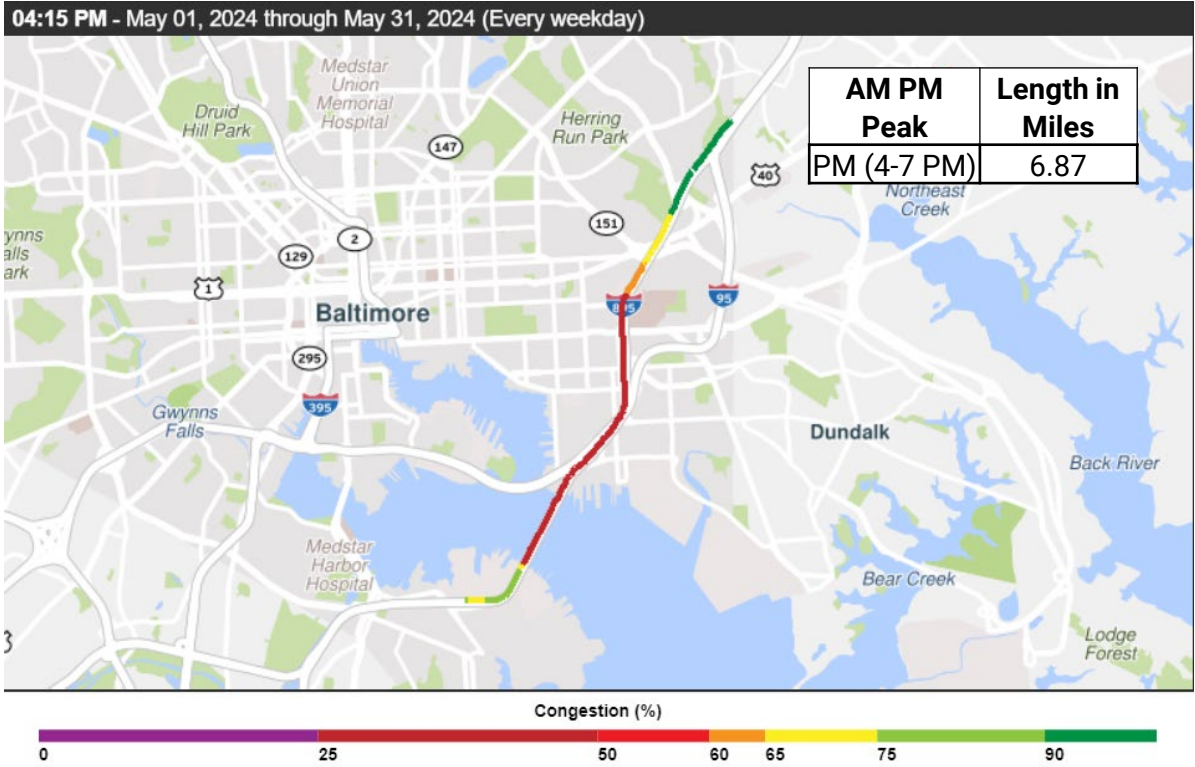 04:15 PM - May 01, 2024 through May 31, 2024 (Every weekday)
Medstar
Union
Memorial
Hospital
Druid
Hill Park
Herring
Run Park
AM PM
Peak
Length in
Miles
PM (4-7 PM)
6.87
147
40
Northeast
Creek
151
2
129
ynns
alls
ark
1
95
Baltimore
295
395
Gwynns
Falls
Dundalk
Back River
Medstar
Harbor
Hospital
Bear Creek
Lodge
Forest
Congestion (%)
0
25
50
60
65
75
90